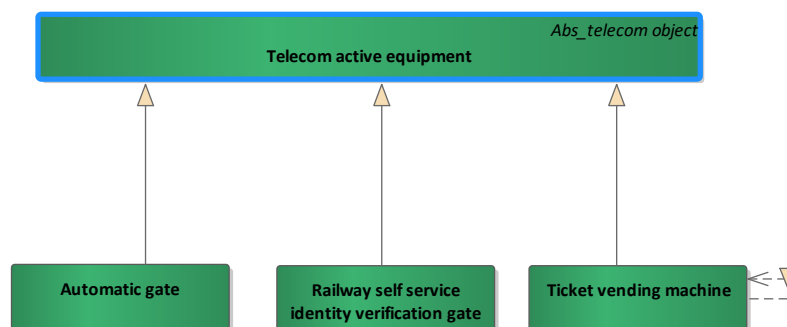 Abs_telecom object
Telecom active equipment
Automatic gate
Railway self service
identity verification gate
Ticket vending machine